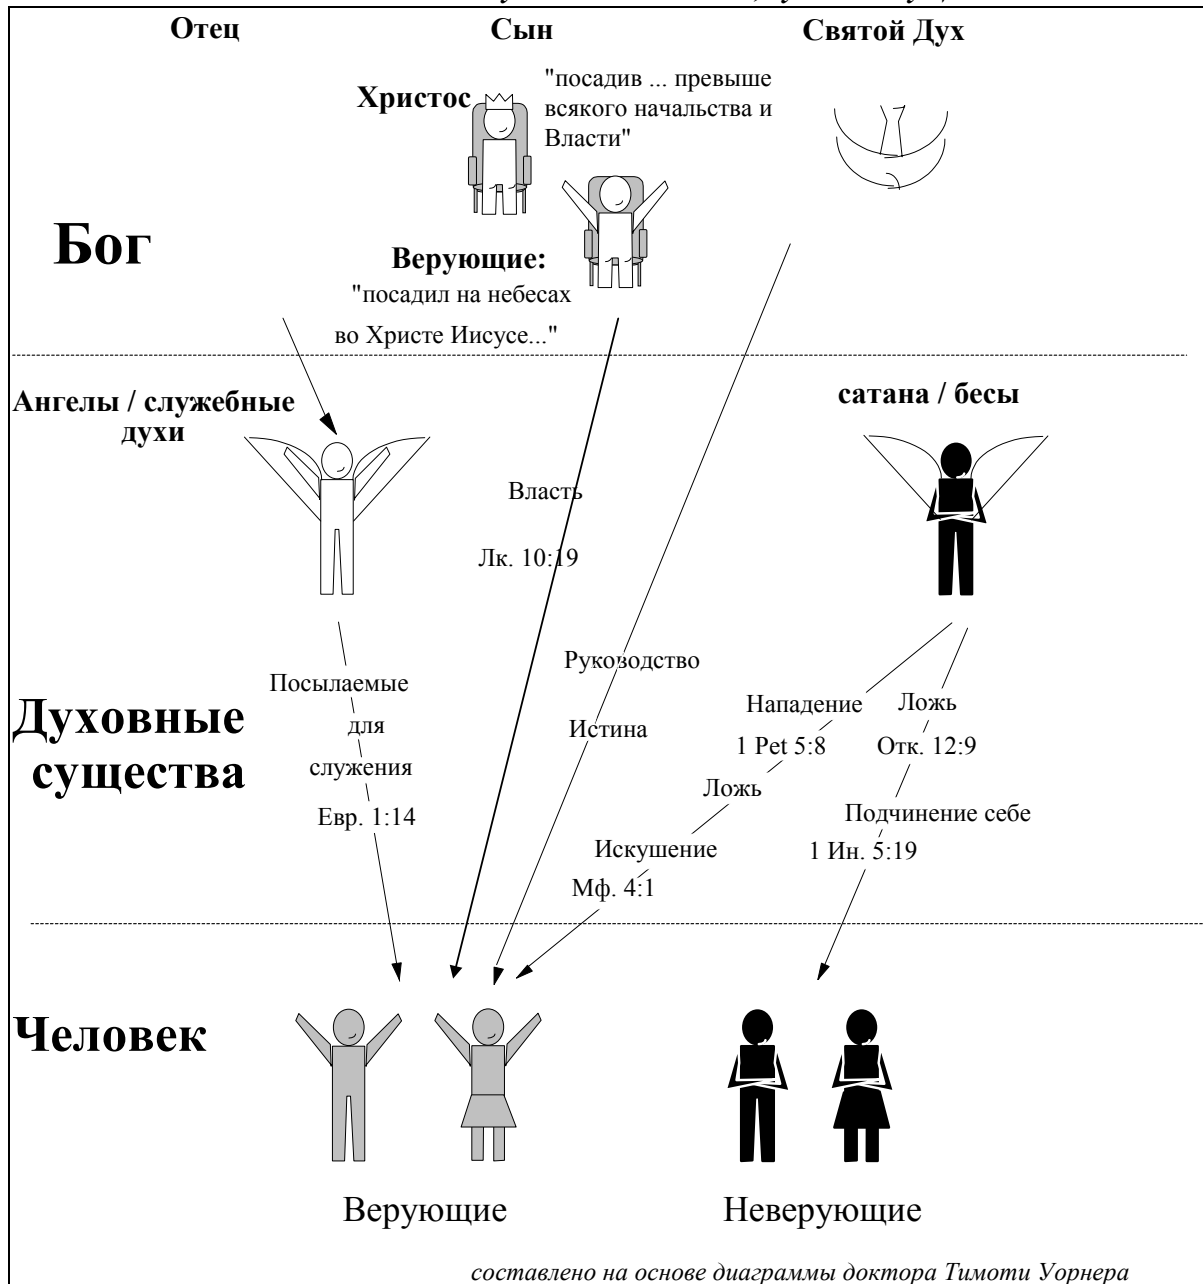 Отец Сын Святой Дух
Христос
"посадив ... превыше
всякого начальства и
Власти"
Бог
Верующие:
"посадил на небесах
во Христе Иисусе..."
Ангелы / служебные
духи
сатана / бесы
Власть
Лк. 10:19
Руководство
Истина
Духовные
существа
Посылаемые
для
служения
Евр. 1:14
Нападение
1 Pet 5:8
Ложь
Искушение
Мф. 4:1
Ложь
Отк. 12:9
Подчинение себе
1 Ин. 5:19
Человек
Верующие
Неверующие
составлено на основе диаграммы доктора Тимоти Уорнера